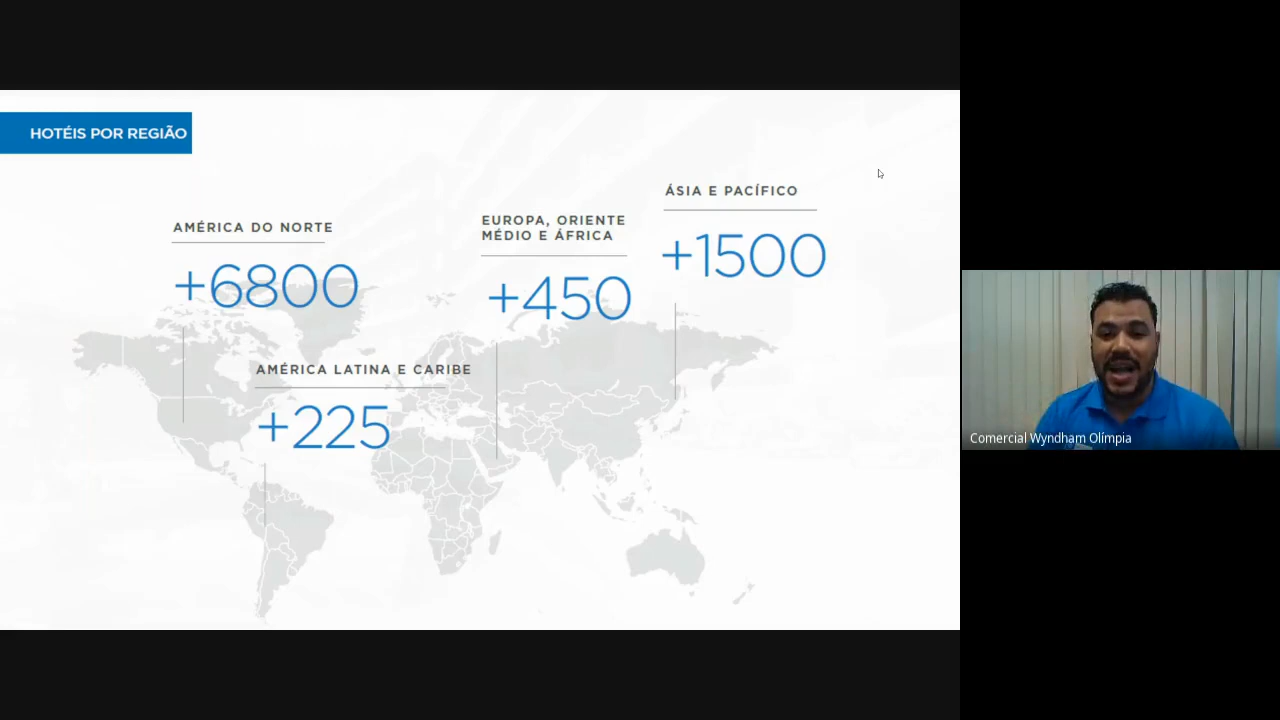 HOTÉIS POR REGIÃO
AMÉRICA DO NORTE
+6800
EUROPA, ORIENTE
MÉDIO E ÁFRICA
+450
ÁSIA E PACÍFICO
+1500
AMÉRICA LATINA E CARIBE
+225
Comercial Wyndham Olímpia